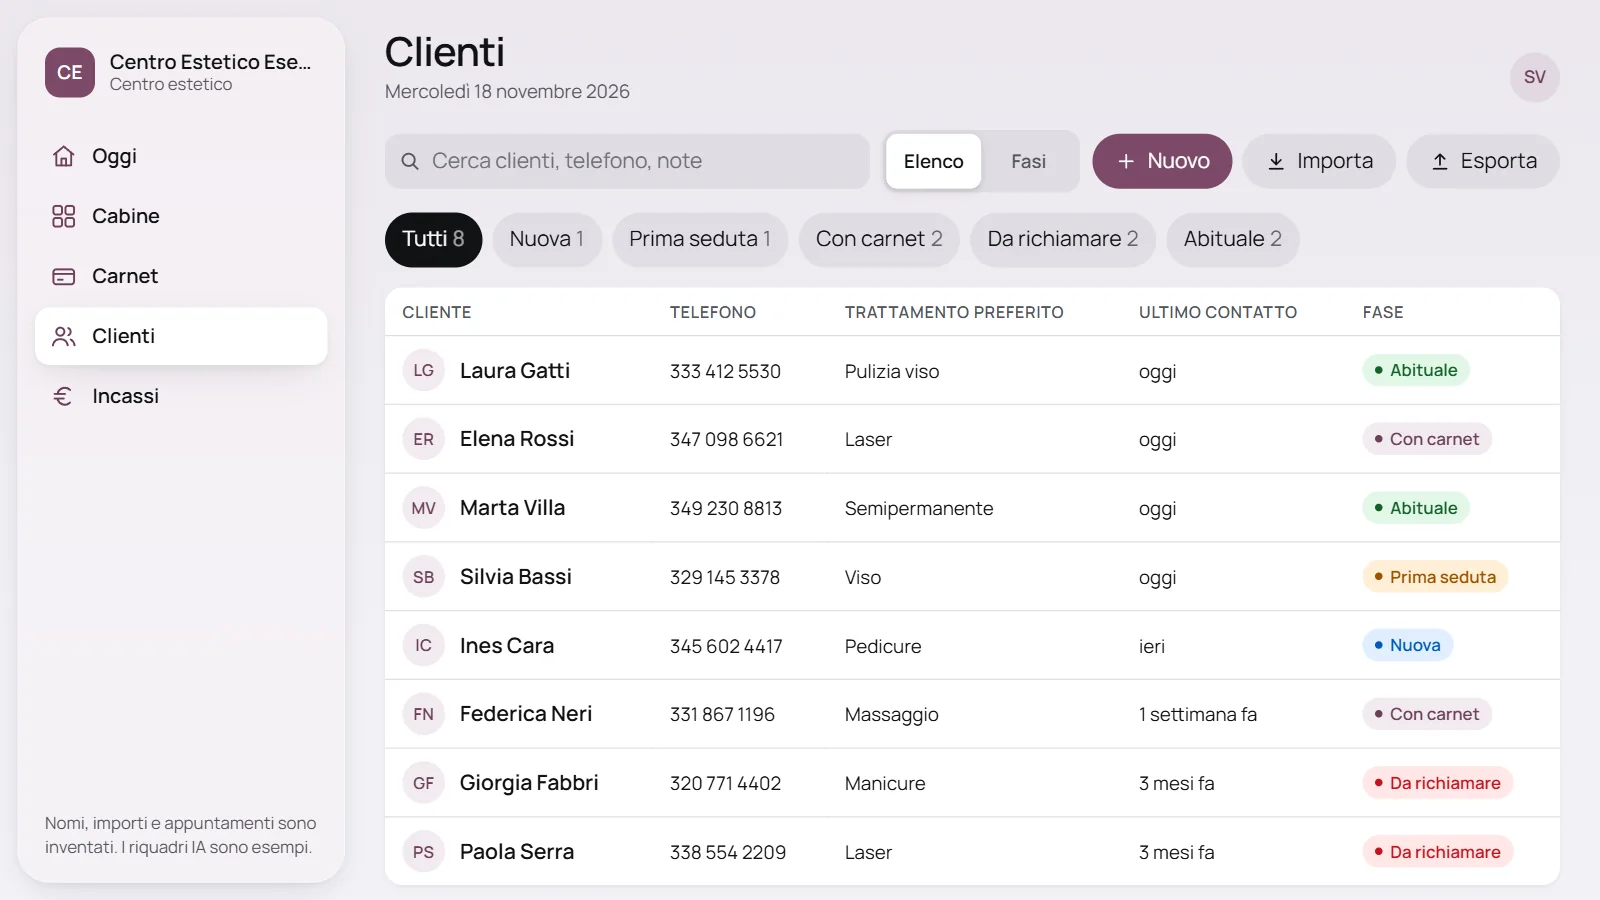 CE
Centro Estetico Ese...
Centro estetico
Oggi
Cabine
Carnet
Clienti
Incassi
Nomi, importi e appuntamenti sono
inventati. I riquadri IA sono esempi.
Clienti
Mercoledì 18 novembre 2026
SV
Cerca clienti, telefono, note
Elenco
Fasi
Nuovo
Importa
Esporta
Tutti 8
Nuova 1
Prima seduta 1
Con carnet 2
Da richiamare 2
Abituale 2
CLIENTE TELEFONO TRATTAMENTO PREFERITO ULTIMO CONTATTO FASE
LG Laura Gatti 333 412 5530 Pulizia viso oggi Abituale
ER Elena Rossi 347 098 6621 Laser oggi Con carnet
MV Marta Villa 349 230 8813 Semipermanente oggi Abituale
SB Silvia Bassi 329 145 3378 Viso oggi Prima seduta
IC Ines Cara 345 602 4417 Pedicure ieri Nuova
FN Federica Neri 331 867 1196 Massaggio 1 settimana fa Con carnet
GF Giorgia Fabbri 320 771 4402 Manicure 3 mesi fa Da richiamare
PS Paola Serra 338 554 2209 Laser 3 mesi fa Da richiamare